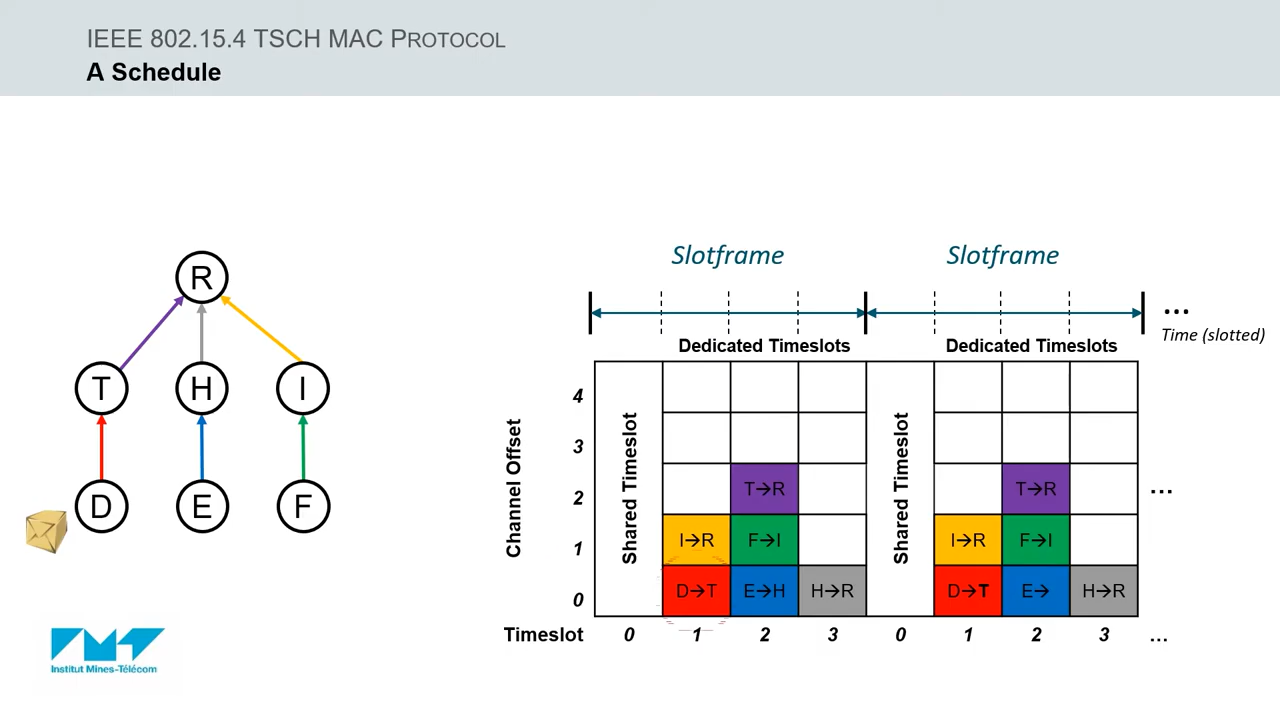 IEEE 802.15.4 TSCH MAC PROTOCOL
A Schedule
R
T H I
D E F
Institut Mines-Télécom
Slotframe Slotframe
...
Time (slotted)
Dedicated Timeslots Dedicated Timeslots
Channel Offset
4
3
2
1
0
Shared Timeslot Shared Timeslot
T→R T→R ...
I→R F→I I→R F→I
D→T E→H H→R D→T E→ H→R
Timeslot 0 1 2 3 0 1 2 3 ...